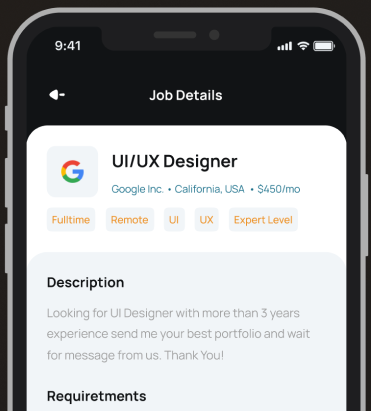 9:41
Job Details
UI/UX Designer
Google Inc. • California, USA • $450/mo
Fulltime Remote UI UX Expert Level
Description
Looking for UI Designer with more than 3 years
experience send me your best portfolio and wait
for message from us. Thank You!
Requiretments